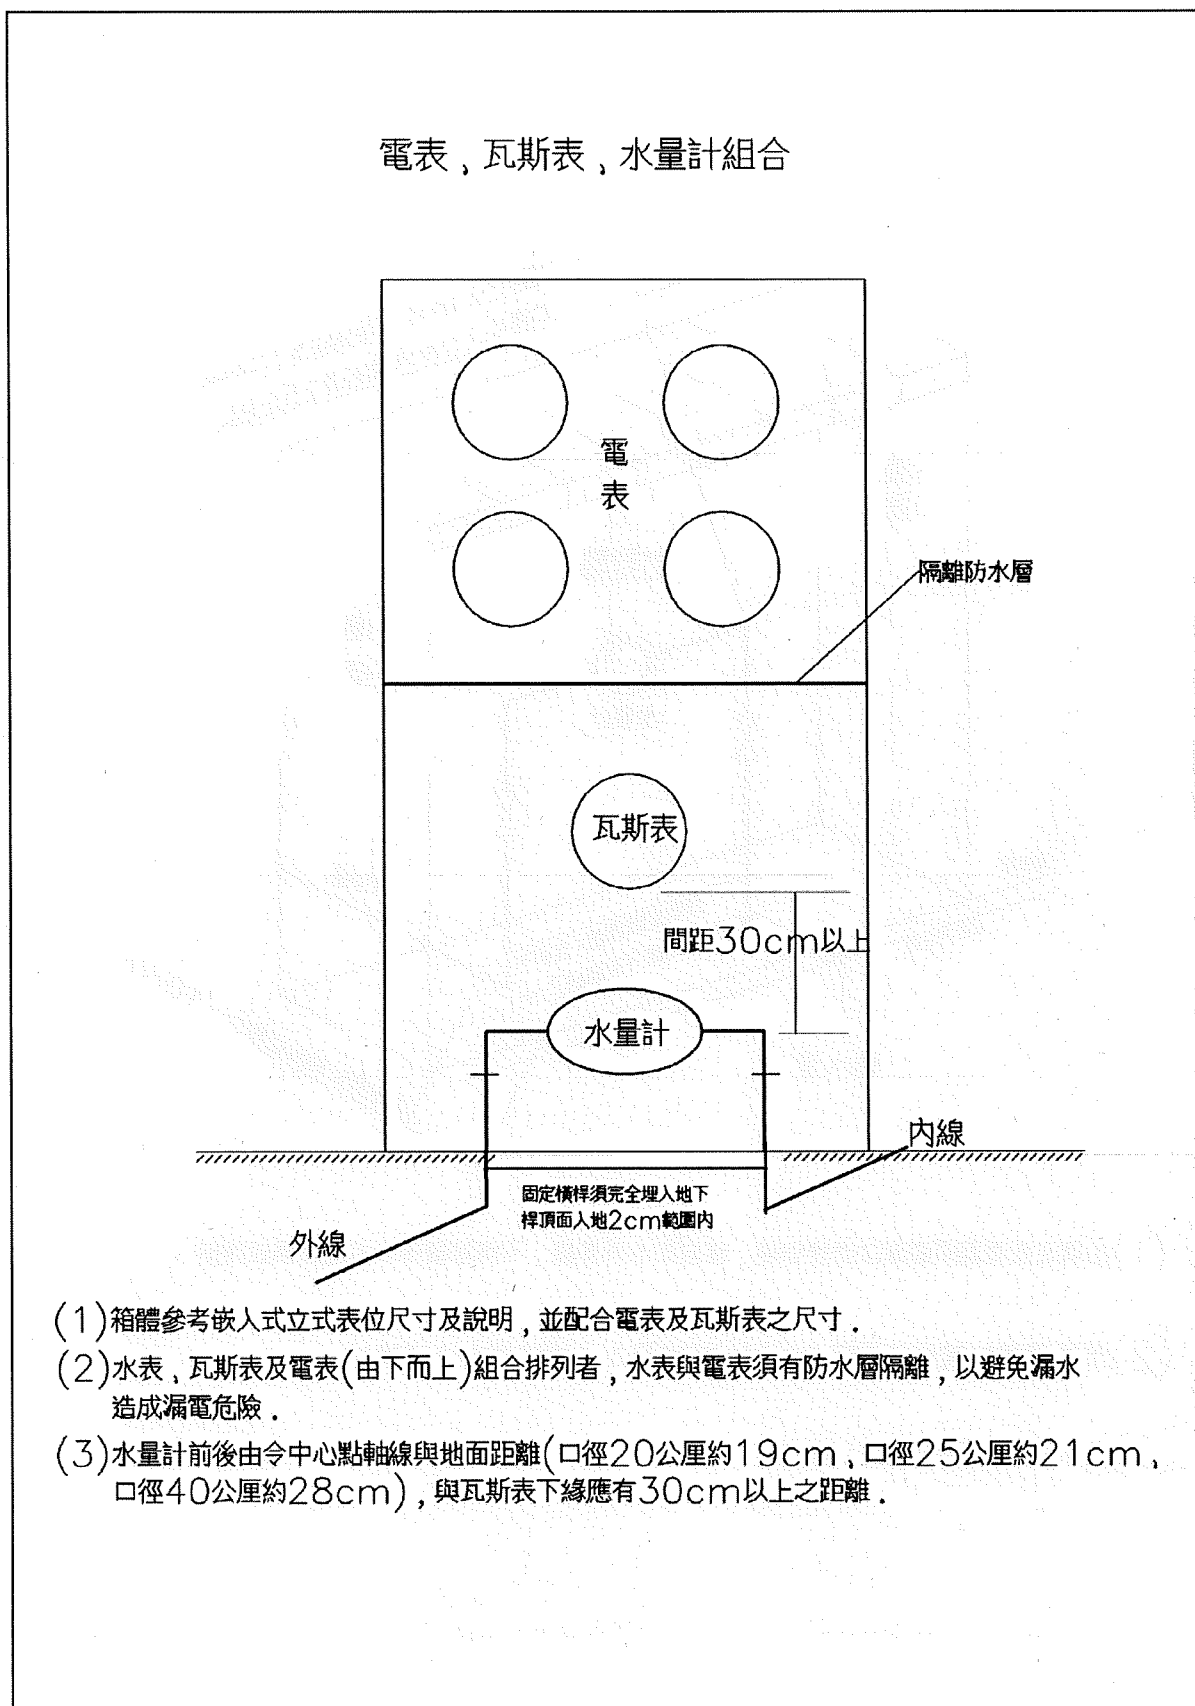 電表、瓦斯表、水量計組合
電
表
隔離防水層
瓦斯表
間距30cm以上
水量計
內線
固定橫桿須完全埋入地下
桿頂面入地2cm範圍內
外線
(1)箱體參考嵌入式立式表位尺寸及說明，並配合電表及瓦斯表之尺寸．
(2)水表、瓦斯表及電表(由下而上)組合排列者，水表與電表須有防水層隔離，以避免漏水
造成漏電危險．
(3)水量計前後由令中心點軸線與地面距離(口徑20公厘約19cm、口徑25公厘約21cm、
口徑40公厘約28cm)，與瓦斯表下緣應有30cm以上之距離．